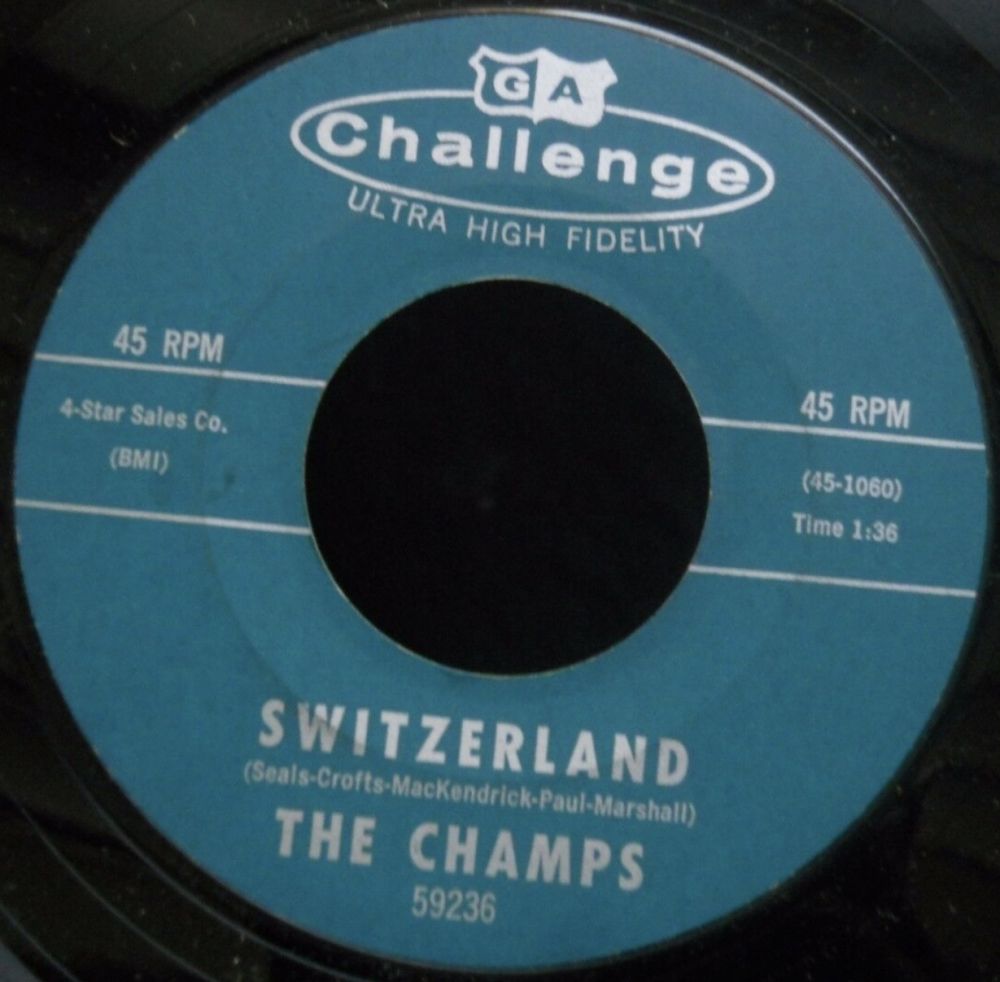 GA
Challenge
ULTRA HIGH FIDELITY
45 RPM
4-Star Sales Co.
(BMI)
45 RPM
(45-1060)
Time 1:36
SWITZERLAND
(Seals-Crofts-MacKendrick-Paul-Marshall)
THE CHAMPS
59236